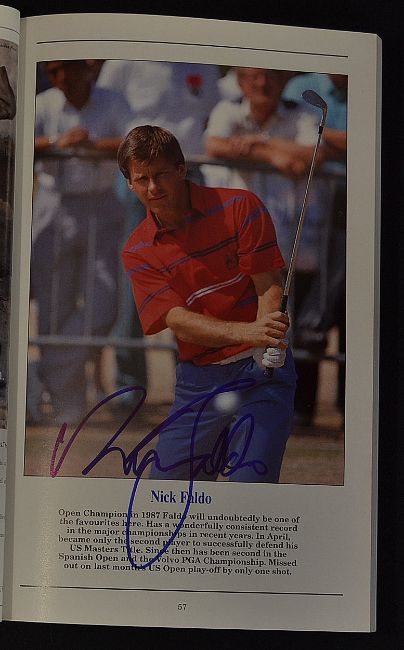 Nick Faldo
Nick Faldo
Open Champion in 1987 Faldo will undoubtedly be one of
the favourites here. Has a wonderfully consistent record
in the major championships in recent years. In April,
became only the second player to successfully defend his
US Masters Title. Since then has been second in the
Spanish Open and the Volvo PGA Championship. Missed
out on last month's US Open play-off by only one shot.
57